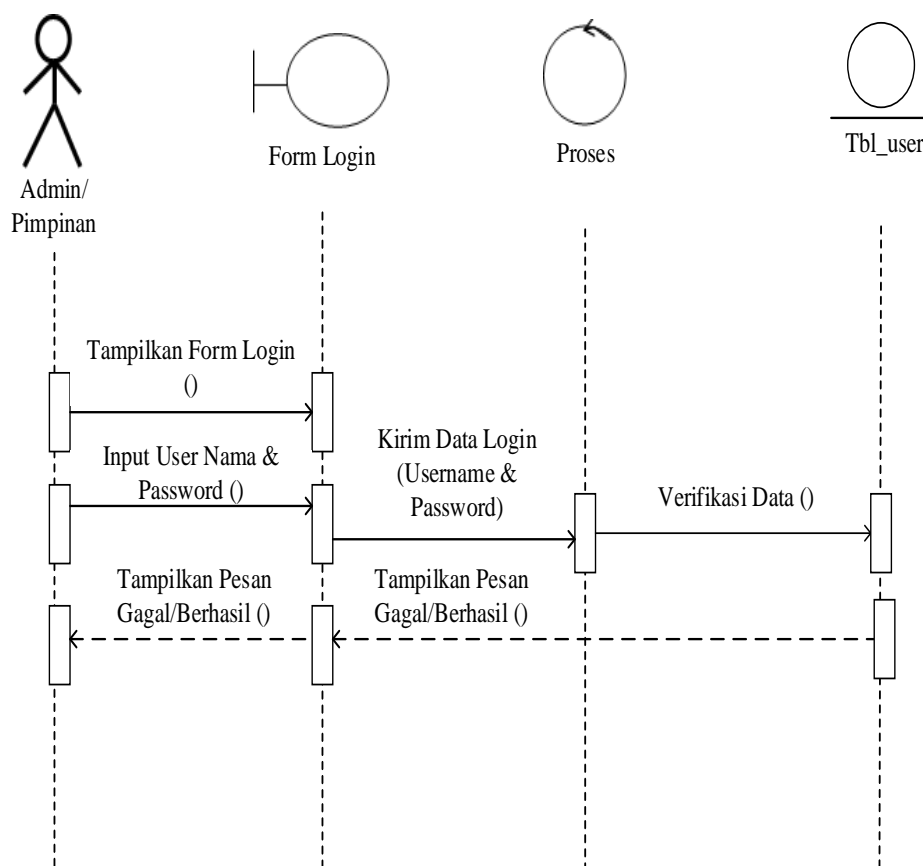 Form Login
Proses
Tbl_user
Admin/
Pimpinan
Tampilkan Form Login
()
Input User Nama &
Password ()
Kirim Data Login
(Username &
Password)
Verifikasi Data ()
Tampilkan Pesan
Gagal/Berhasil ()
Tampilkan Pesan
Gagal/Berhasil ()